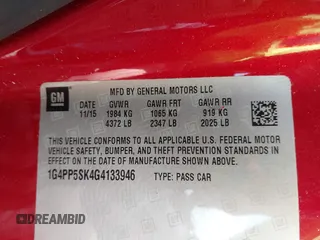 GM
MFD BY GENERAL MOTORS LLC
DATE GVWR GAWR FRT GAWR RR
11/15 1984 KG 1065 KG 919 KG
4372 LB 2347 LB 2025 LB
THIS VEHICLE CONFORMS TO ALL APPLICABLE U.S. FEDERAL MOTOR
VEHICLE SAFETY, BUMPER, AND THEFT PREVENTION STANDARDS
IN EFFECT ON THE DATE OF MANUFACTURE SHOWN ABOVE.
1G4PP5SK4G4133946 TYPE: PASS CAR
DREAMBID